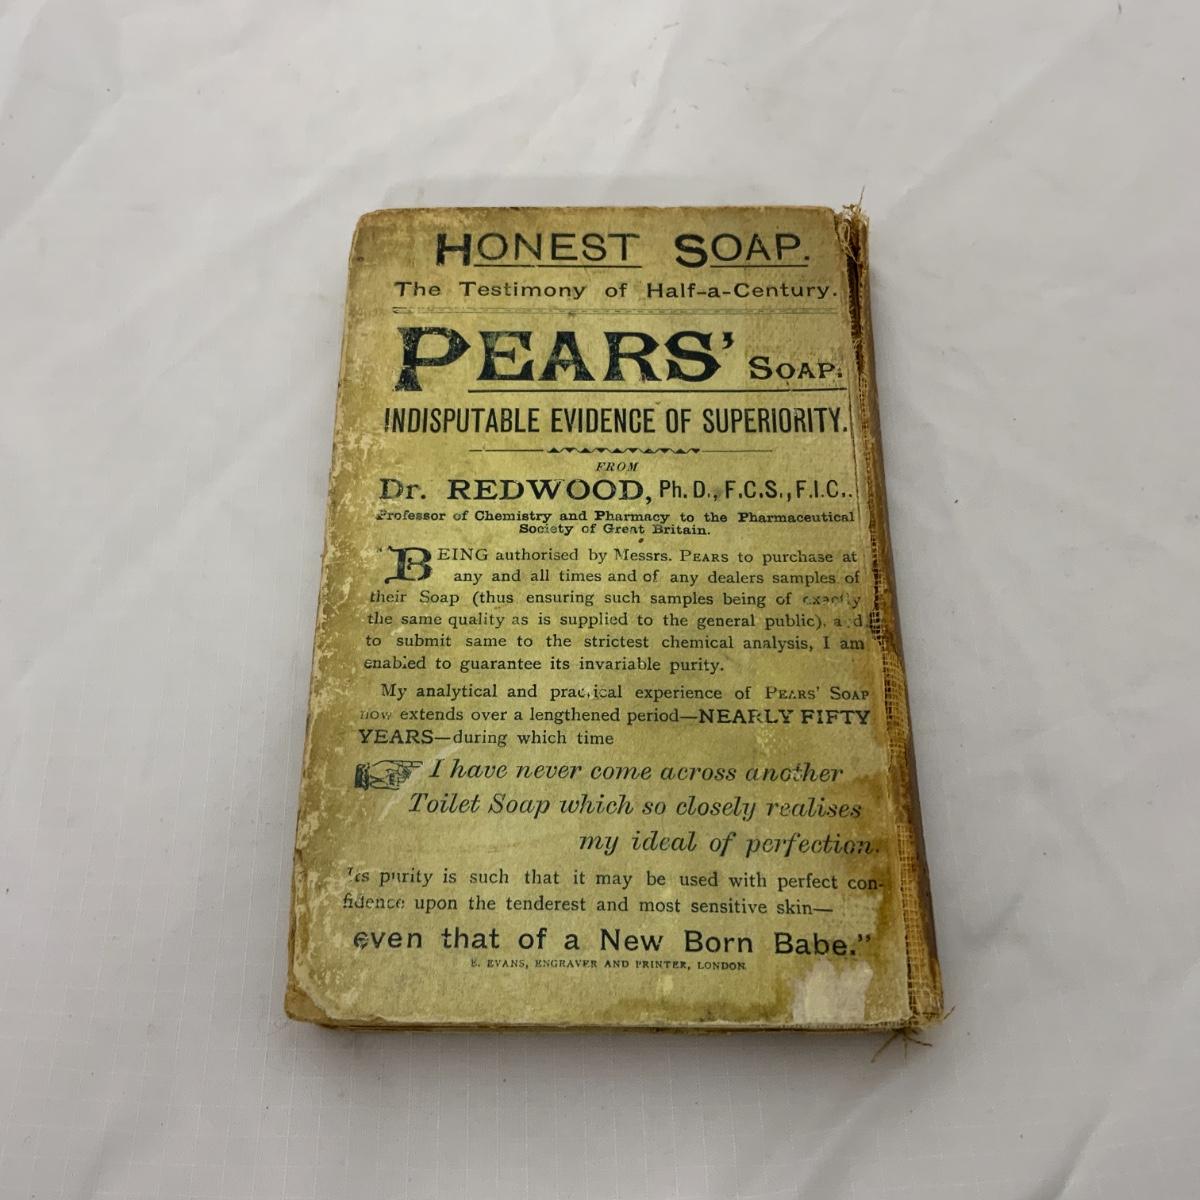 HONEST SOAP.
The Testimony of Half-a-Century.
PEARS' SOAP.
INDISPUTABLE EVIDENCE OF SUPERIORITY.
FROM
Dr. REDWOOD, Ph. D., F.C.S., F.I.C..
Professor of Chemistry and Pharmacy to the Pharmaceutical
Society of Great Britain.
"BEING authorised by Messrs. PEARS to purchase at
any and all times and of any dealers samples of
their Soap (thus ensuring such samples being of exactly
the same quality as is supplied to the general public), and
to submit same to the strictest chemical analysis, I am
enabled to guarantee its invariable purity.
My analytical and practical experience of PEARS' SOAP
now extends over a lengthened period—NEARLY FIFTY
YEARS—during which time
I have never come across another
Toilet Soap which so closely realises
my ideal of perfection.
Its purity is such that it may be used with perfect con-
fidence upon the tenderest and most sensitive skin—
even that of a New Born Babe."
E. EVANS, ENGRAVER AND PRINTER, LONDON